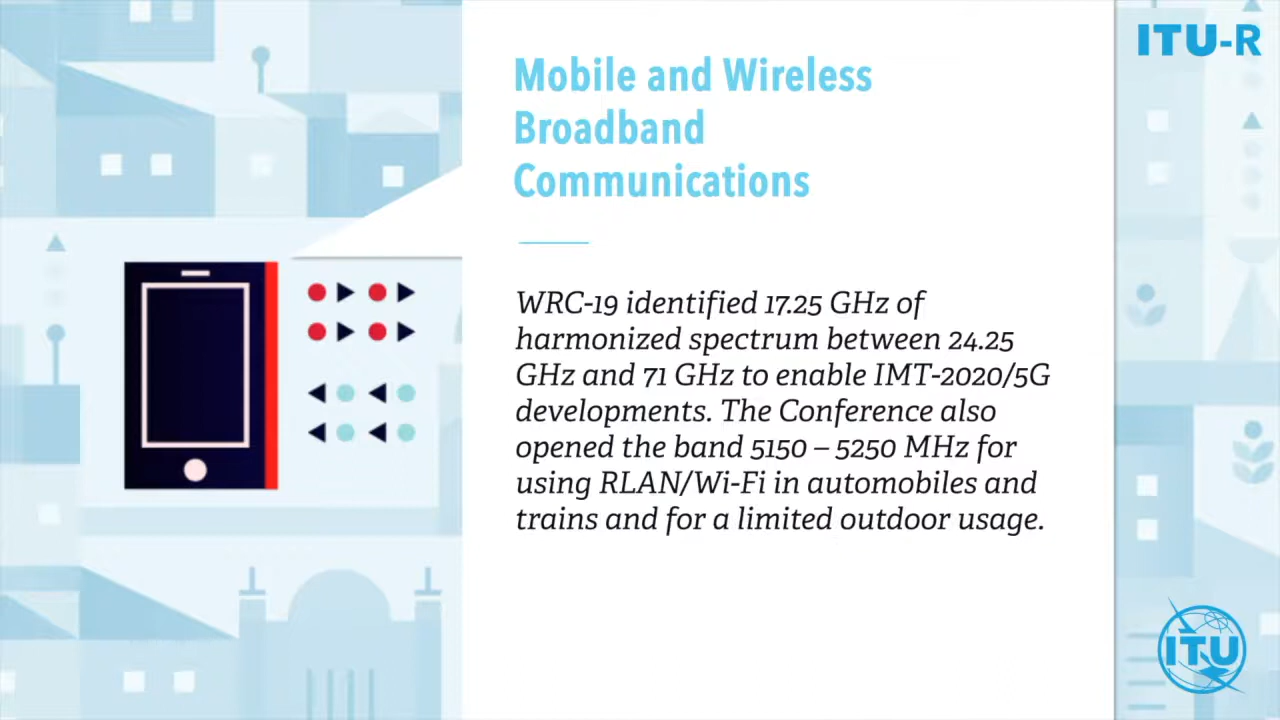 ITU-R
Mobile and Wireless
Broadband
Communications
WRC-19 identified 17.25 GHz of
harmonized spectrum between 24.25
GHz and 71 GHz to enable IMT-2020/5G
developments. The Conference also
opened the band 5150 – 5250 MHz for
using RLAN/Wi-Fi in automobiles and
trains and for a limited outdoor usage.
ITU